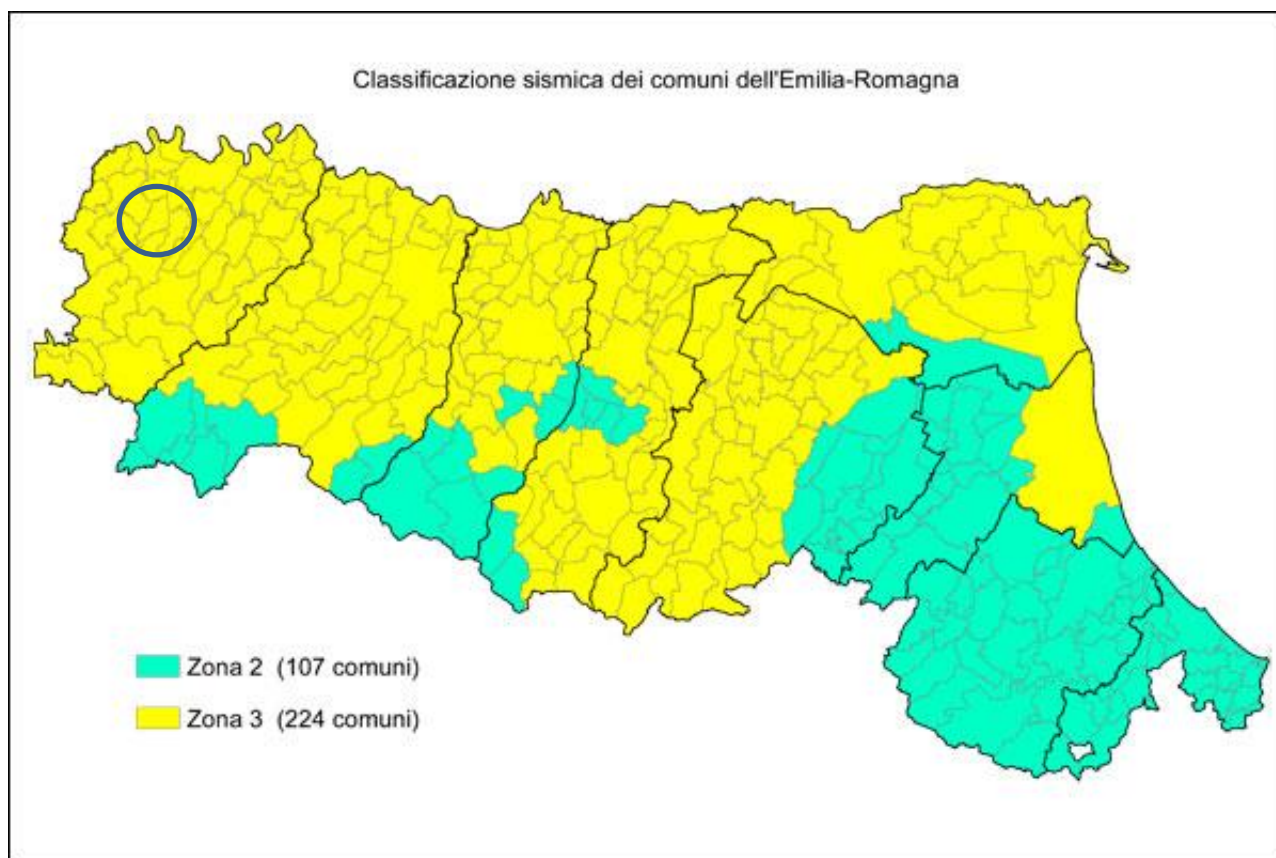 Classificazione sismica dei comuni dell'Emilia-Romagna
Zona 2 (107 comuni)
Zona 3 (224 comuni)